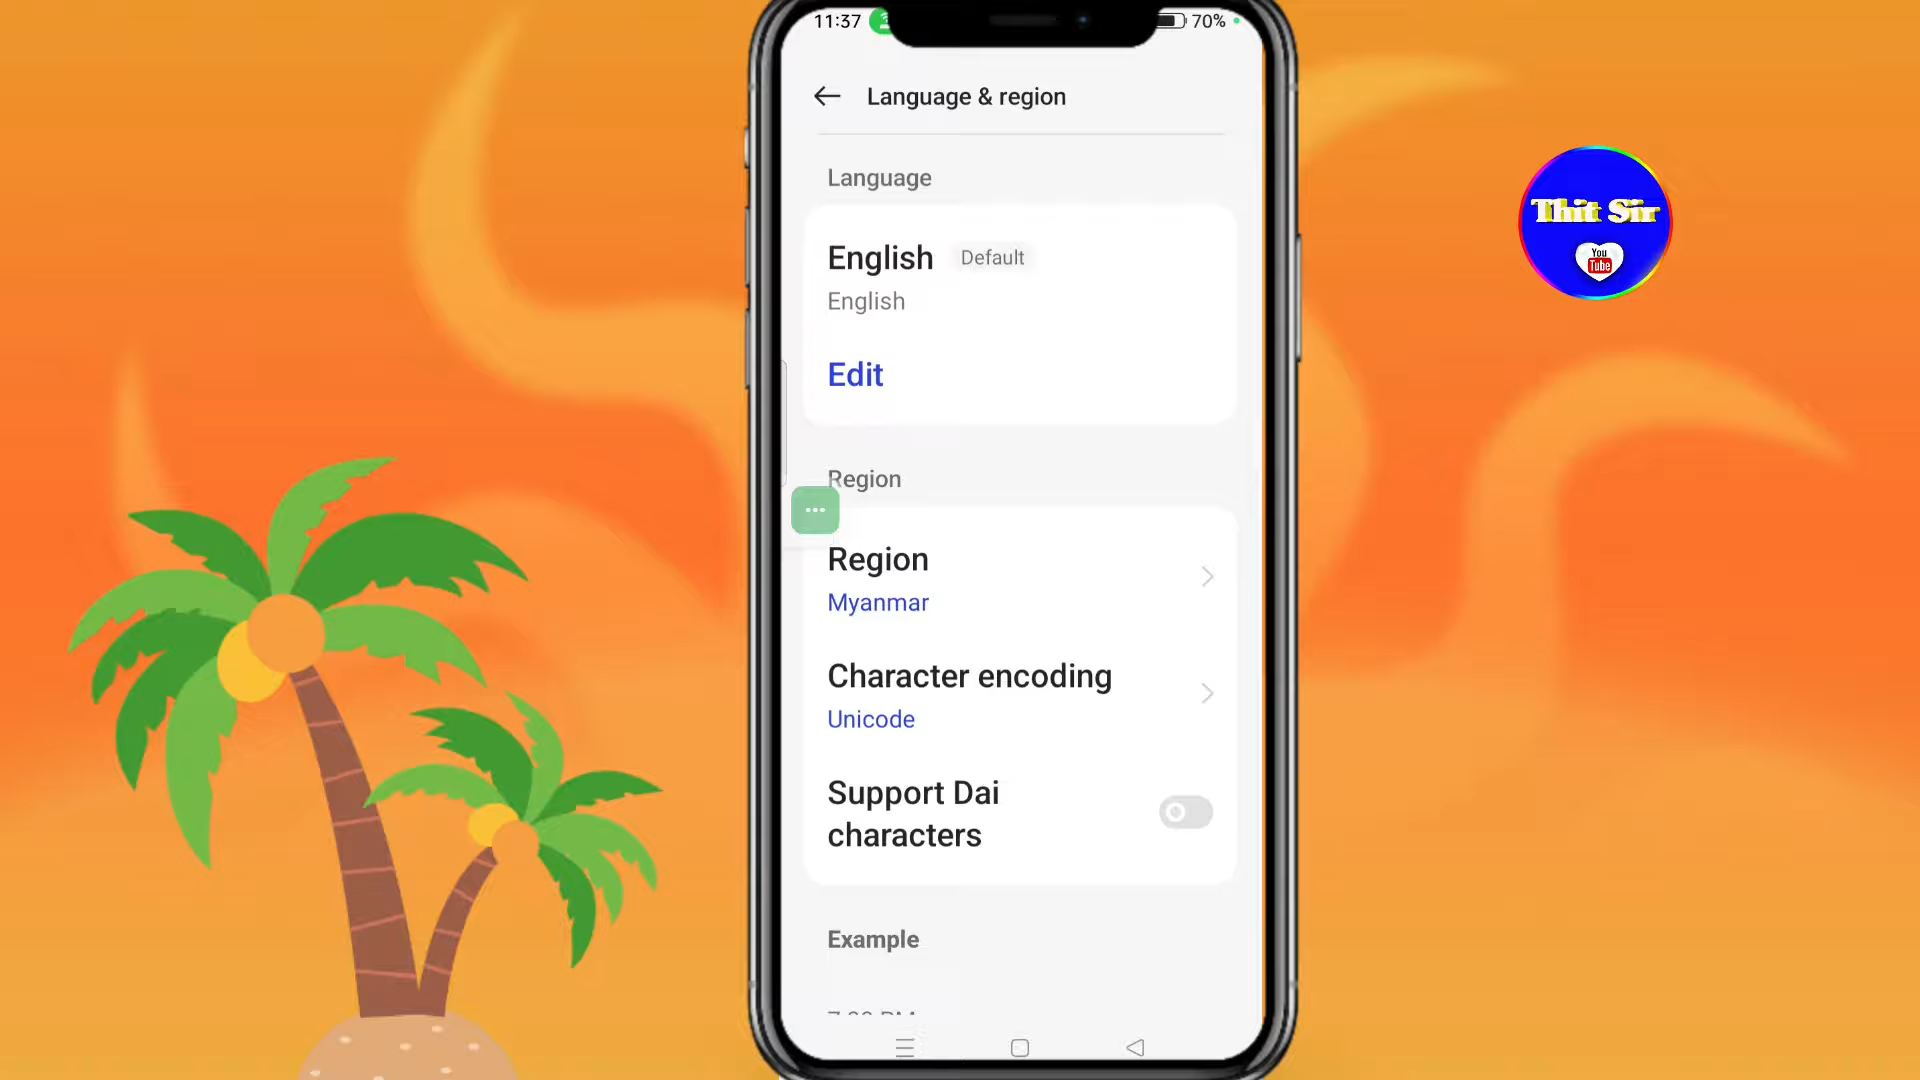 11:37
70%
Language & region
Language
English Default
English
Edit
Region
Region
Myanmar
Character encoding
Unicode
Support Dai
characters
Example
Thit Sir
You
Tube